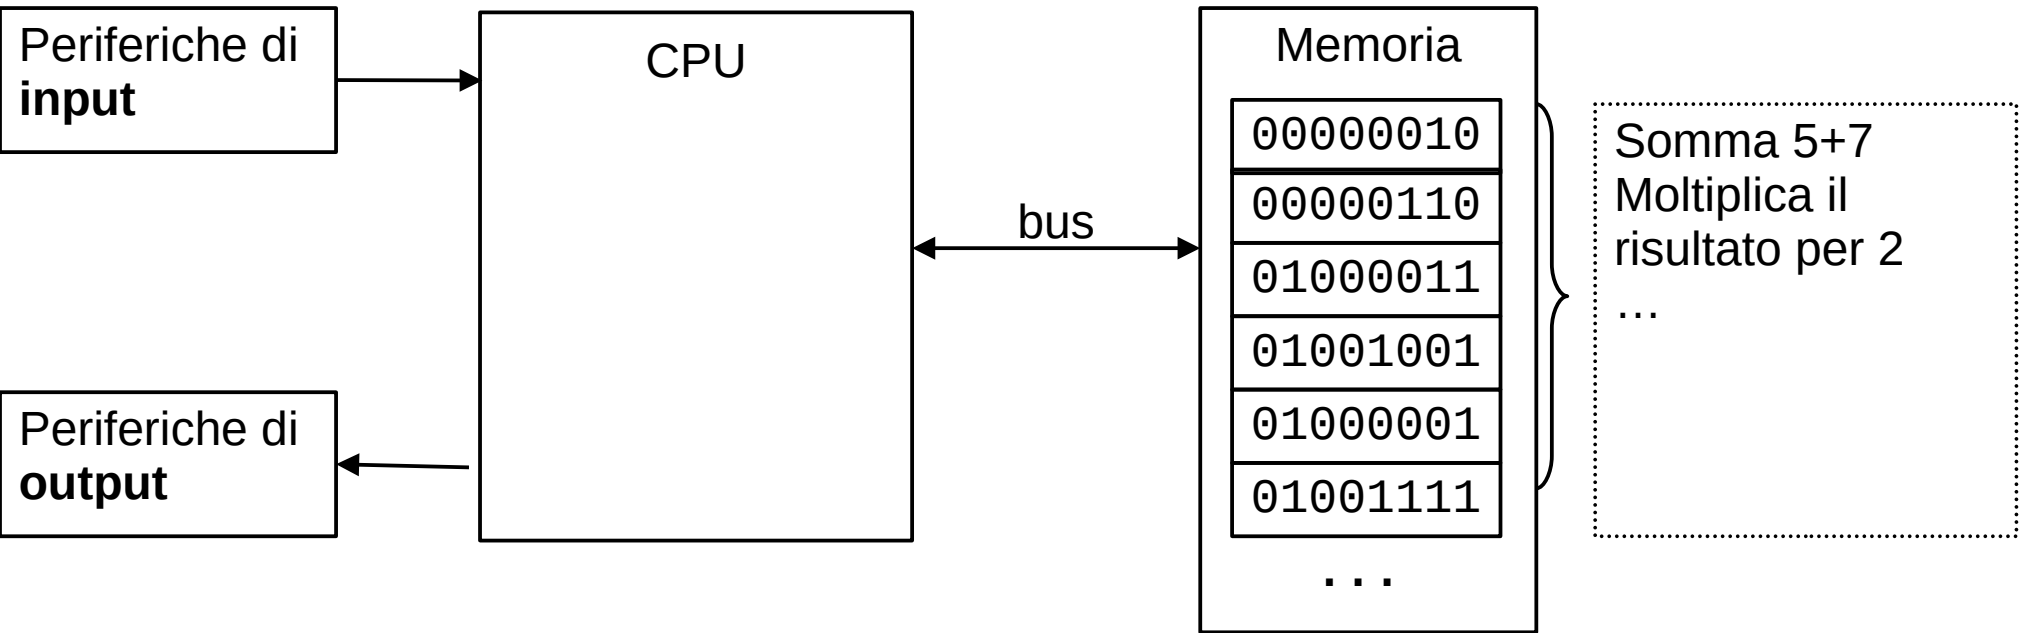 Periferiche di
input
CPU
Memoria
00000010
00000110
01000011
01001001
01000001
01001111
...
bus
Somma 5+7
Moltiplica il
risultato per 2
…
Periferiche di
output